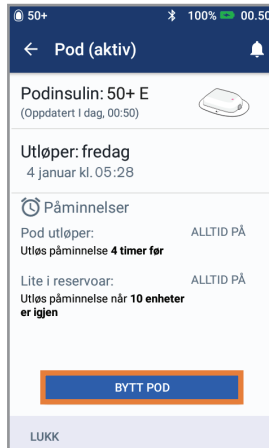 50+ 100% 00.50
Pod (aktiv)
Podinsulin: 50+ E
(Oppdatert I dag, 00:50)
Utløper: fredag
4 januar kl. 05:28
Påminnelser
Pod utløper: ALLTID PÅ
Utløs påminnelse 4 timer før
Lite i reservoar: ALLTID PÅ
Utløs påminnelse når 10 enheter
er igjen
BYTT POD
LUKK